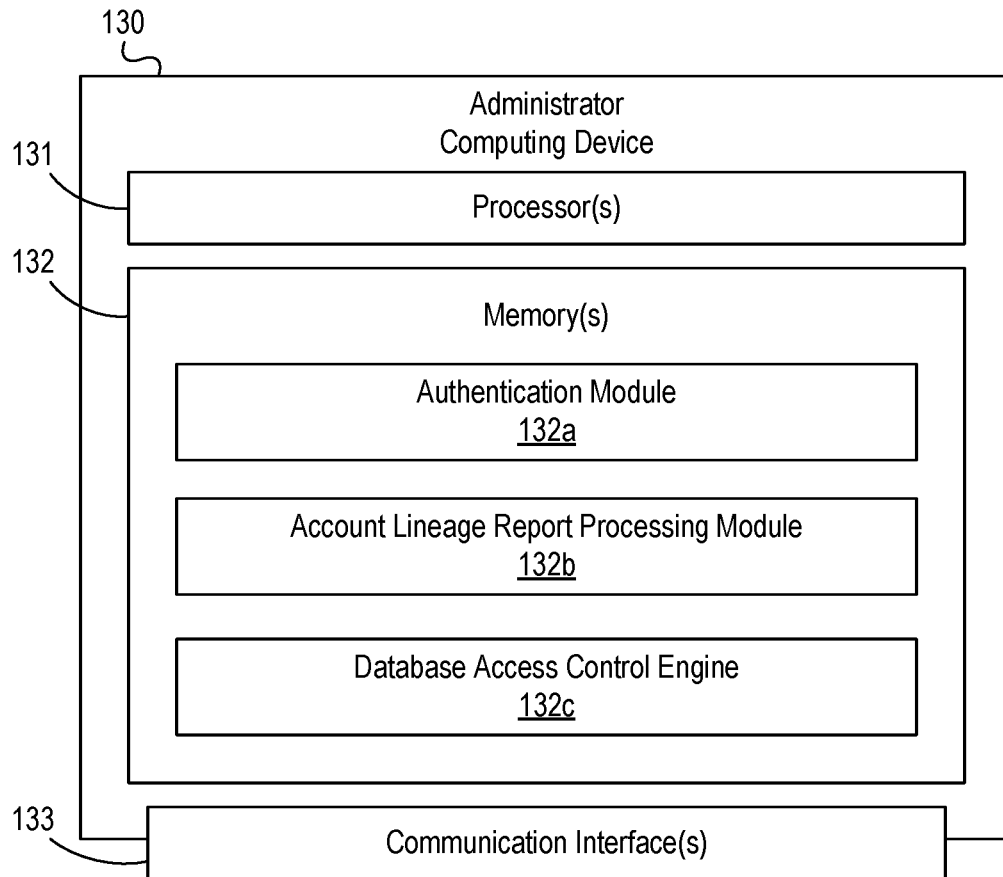 130
Administrator
Computing Device
131
Processor(s)
132
Memory(s)
Authentication Module
132a
Account Lineage Report Processing Module
132b
Database Access Control Engine
132c
133
Communication Interface(s)